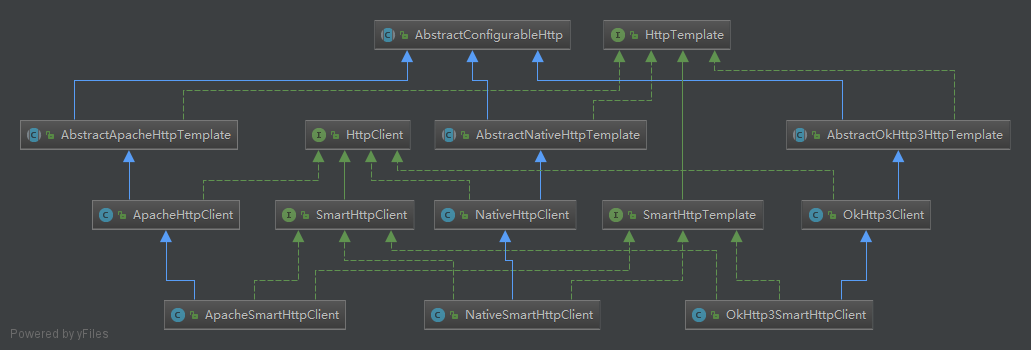 AbstractConfigurableHttp
HttpTemplate
AbstractApacheHttpTemplate
HttpClient
AbstractNativeHttpTemplate
AbstractOkHttp3HttpTemplate
ApacheHttpClient
SmartHttpClient
NativeHttpClient
SmartHttpTemplate
OkHttp3Client
ApacheSmartHttpClient
NativeSmartHttpClient
OkHttp3SmartHttpClient
Powered by yFiles